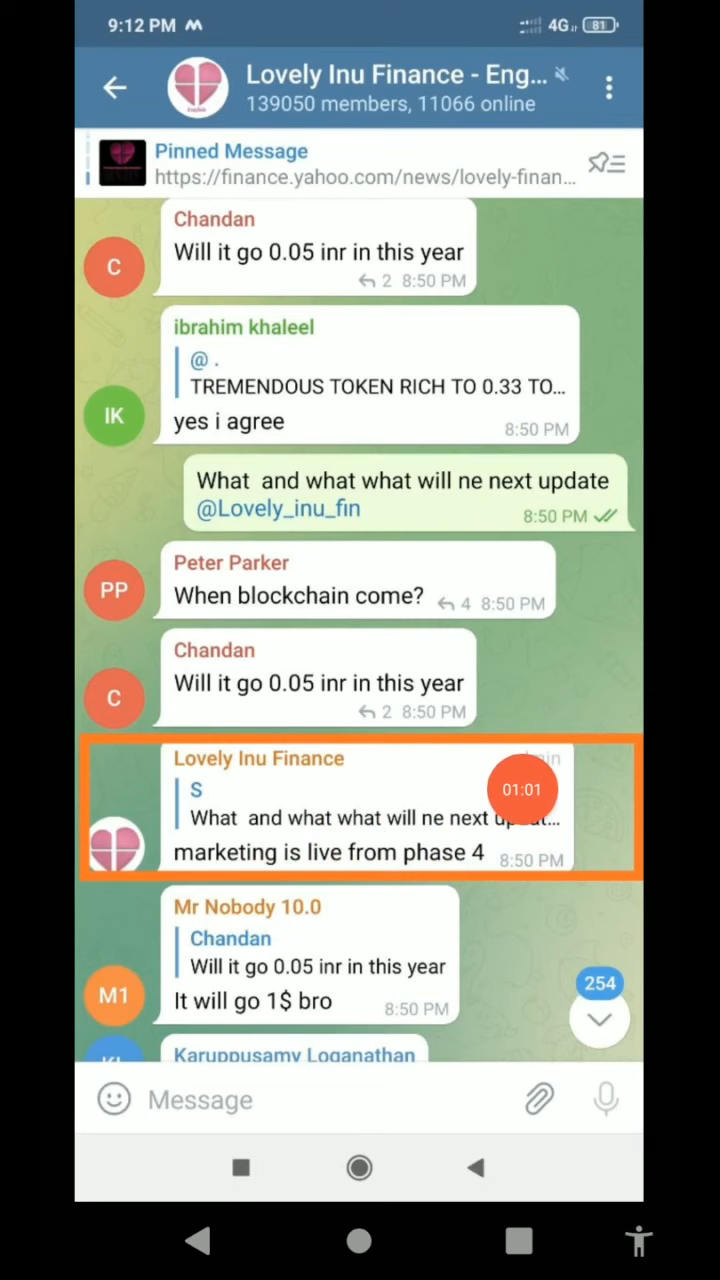 9:12 PM
4G
81
Lovely Inu Finance - Eng...
139050 members, 11066 online
Pinned Message
https://finance.yahoo.com/news/lovely-finan...
Chandan
Will it go 0.05 inr in this year
2 8:50 PM
C
ibrahim khaleel
@ .
TREMENDOUS TOKEN RICH TO 0.33 TO...
yes i agree
8:50 PM
IK
What and what what will ne next update
@Lovely_inu_fin
8:50 PM
Peter Parker
When blockchain come?
4 8:50 PM
PP
Chandan
Will it go 0.05 inr in this year
2 8:50 PM
C
Lovely Inu Finance
S
01:01
What and what what will ne next
marketing is live from phase 4
8:50 PM
Mr Nobody 10.0
Chandan
Will it go 0.05 inr in this year
It will go 1$ bro
8:50 PM
M1
254
Karuppusamy Loganathan
Message